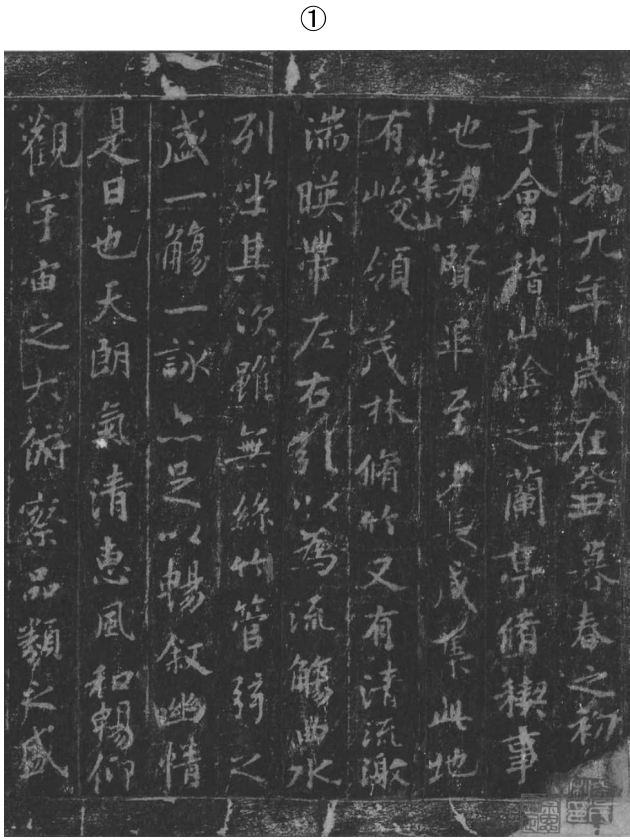 ①
永和九年歲在癸丑暮春之初
于會稽山陰之蘭亭脩稧事
也羣賢畢至少長咸集此地
有崇山峻領茂林脩竹又有清流激
湍暎帶左右引以為流觴曲水
列坐其次雖無絲竹管弦之
盛一觴一詠亦足以暢叙幽情
是日也天朗氣清惠風和暢仰
觀宇宙之大俯察品類之盛